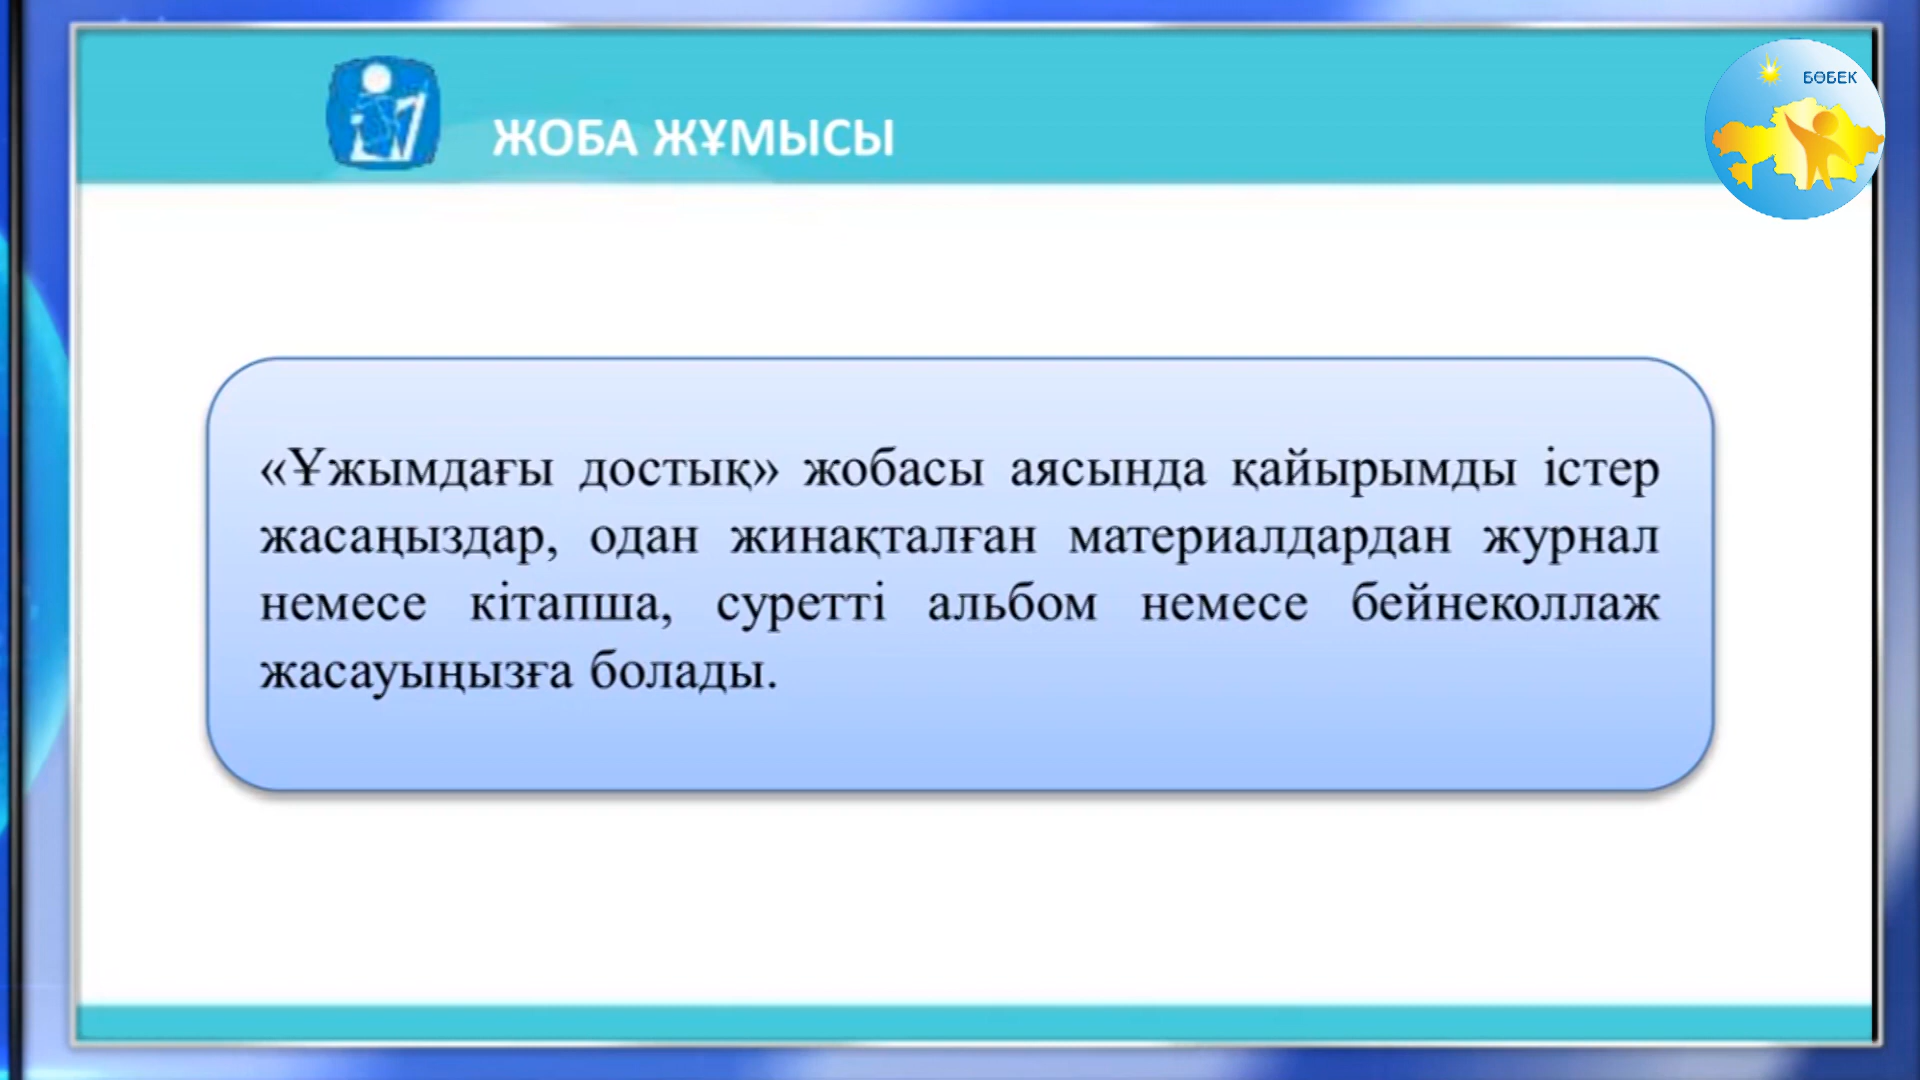 БӨБЕК
ЖОБА ЖҰМЫСЫ
«Ұжымдағы достық» жобасы аясында қайырымды істер
жасаңыздар, одан жинақталған материалдардан журнал
немесе кітапша, суретті альбом немесе бейнеколлаж
жасауыңызға болады.